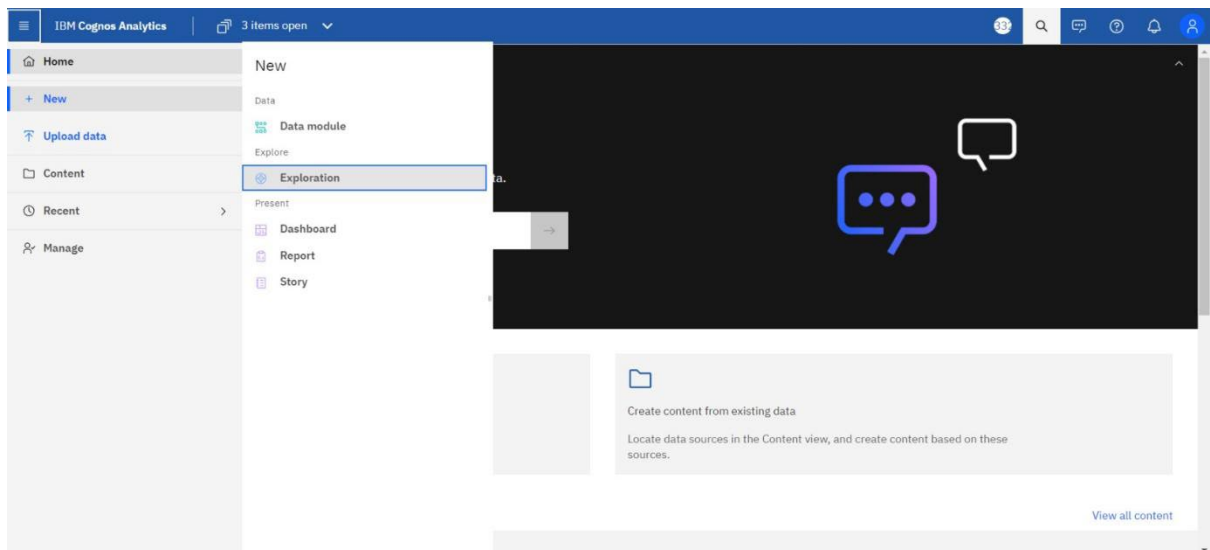 IBM Cognos Analytics
3 items open
Home
New
Upload data
Content
Recent
Manage
New
Data
Data module
Explore
Exploration
Present
Dashboard
Report
Story
ta.
Create content from existing data
Locate data sources in the Content view, and create content based on these
sources.
View all content